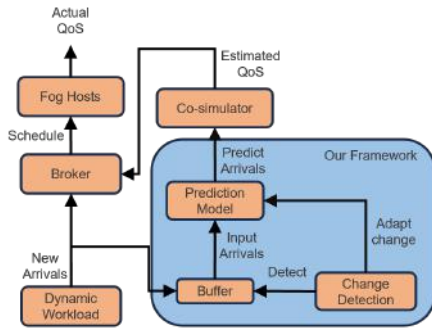 Actual
QoS
Estimated
QoS
Fog Hosts
Co-simulator
Schedule
Predict
Arrivals
Our Framework
Broker
Prediction
Model
Adapt
change
Input
Arrivals
New
Arrivals
Detect
Buffer
Change
Detection
Dynamic
Workload